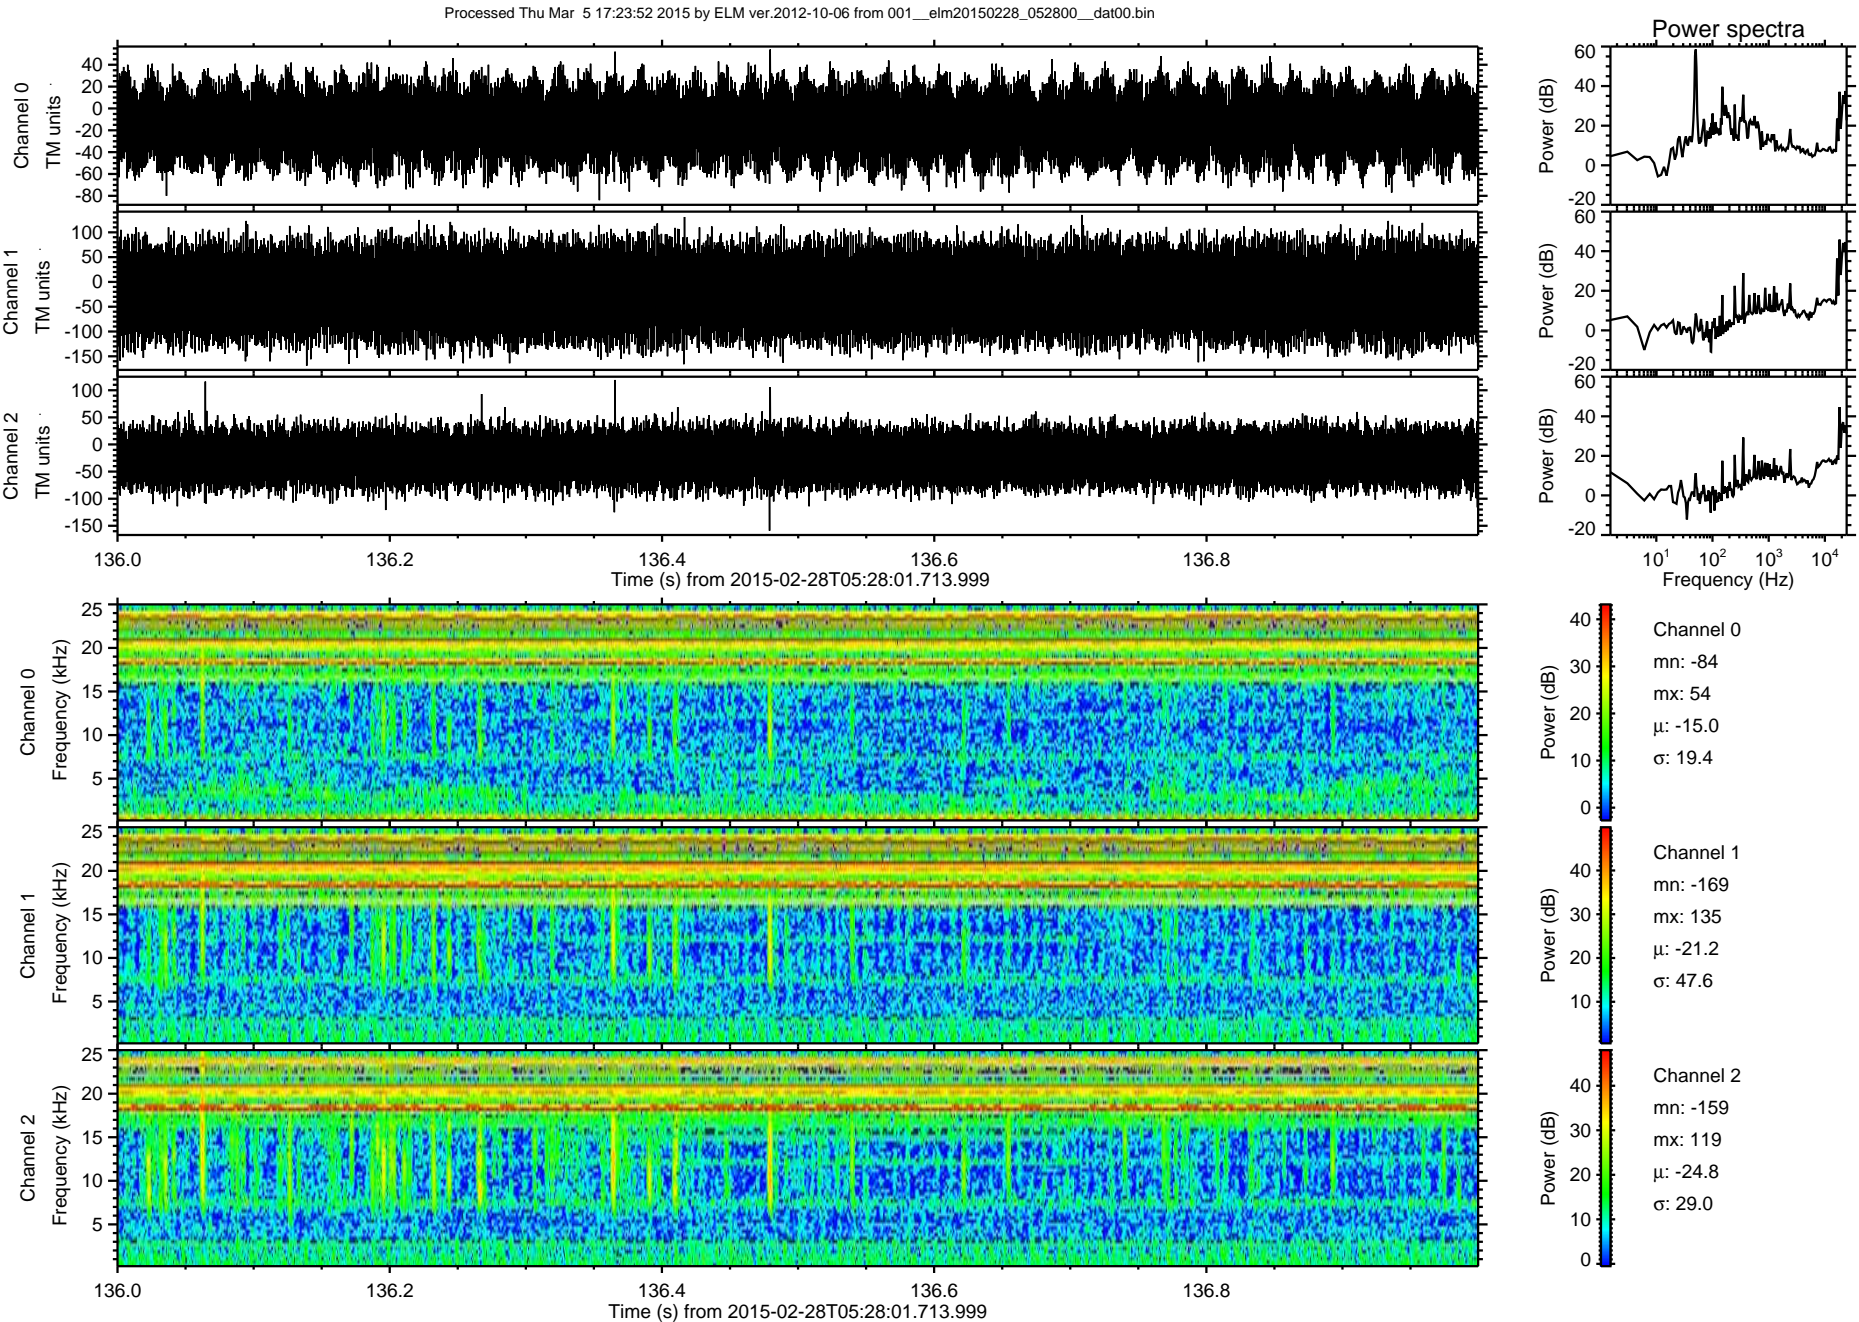 Processed Thu Mar 5 17:23:52 2015 by ELM ver.2012-10-06 from 001__elm20150228_052800__dat00.bin
Power spectra
Channel 0
TM units
40
20
0
-20
-40
-60
-80
Power (dB)
60
40
20
0
-20
Channel 1
TM units
100
50
0
-50
-100
-150
Power (dB)
60
40
20
0
-20
Channel 2
TM units
100
50
0
-50
-100
-150
Power (dB)
60
40
20
0
-20
136.0 136.2 136.4 136.6 136.8
Time (s) from 2015-02-28T05:28:01.713.999
10^1 10^2 10^3 10^4
Frequency (Hz)
Channel 0
Frequency (kHz)
25
20
15
10
5
Power (dB)
40
30
20
10
0
Channel 0
mn: -84
mx: 54
μ: -15.0
σ: 19.4
Channel 1
Frequency (kHz)
25
20
15
10
5
Power (dB)
40
30
20
10
Channel 1
mn: -169
mx: 135
μ: -21.2
σ: 47.6
Channel 2
Frequency (kHz)
25
20
15
10
5
Power (dB)
40
30
20
10
0
Channel 2
mn: -159
mx: 119
μ: -24.8
σ: 29.0
136.0 136.2 136.4 136.6 136.8
Time (s) from 2015-02-28T05:28:01.713.999